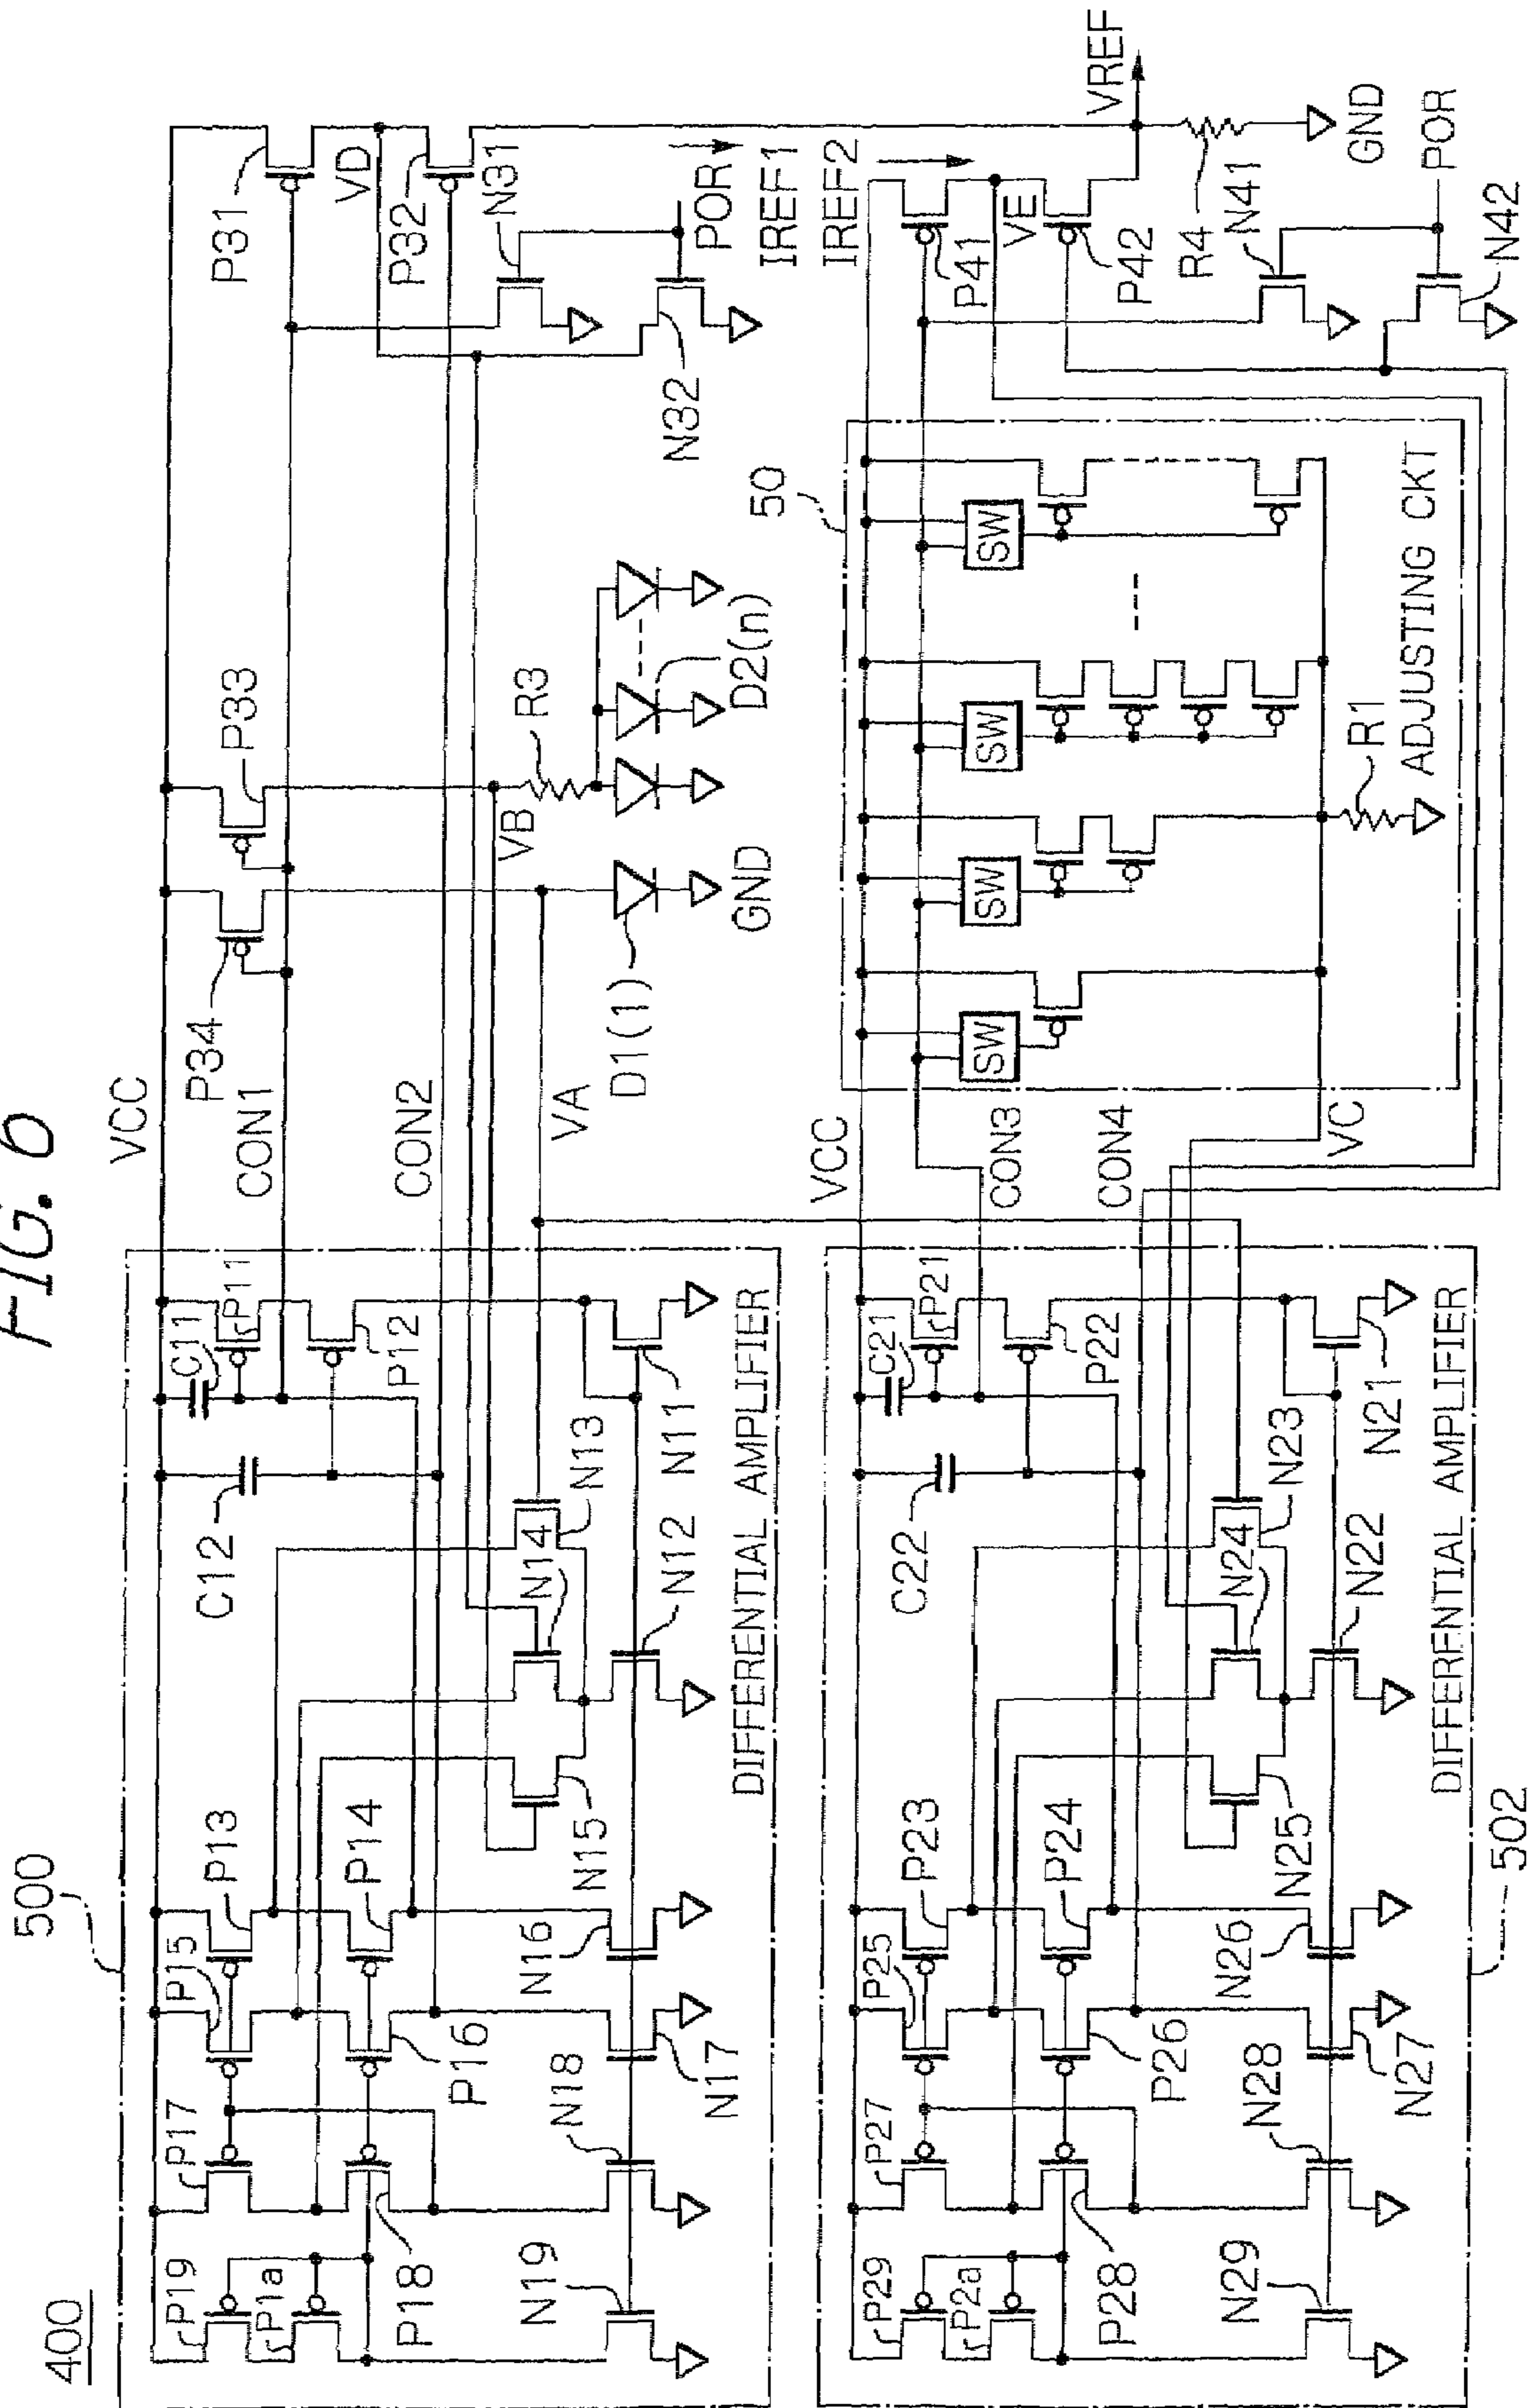 FIG. 6
400
500
VCC
P34
P33
P31
VD
P32
N31
POR
IREF1
N32
CON1
CON2
VA
VB
R3
D1(1)
D2(n)
GND
C11
P11
C12
P12
P13
P14
P15
P16
P17
P18
P19
P1a
N11
N12
N13
N14
N15
N16
N17
N18
N19
DIFFERENTIAL AMPLIFIER
VCC
50
IREF2
P41
VE
P42
VREF
R4
GND
N41
POR
N42
CON3
CON4
VC
SW
SW
SW
SW
R1
ADJUSTING CKT
C21
P21
C22
P22
P23
P24
P25
P26
P27
P28
P29
P2a
N21
N22
N23
N24
N25
N26
N27
N28
N29
DIFFERENTIAL AMPLIFIER
502